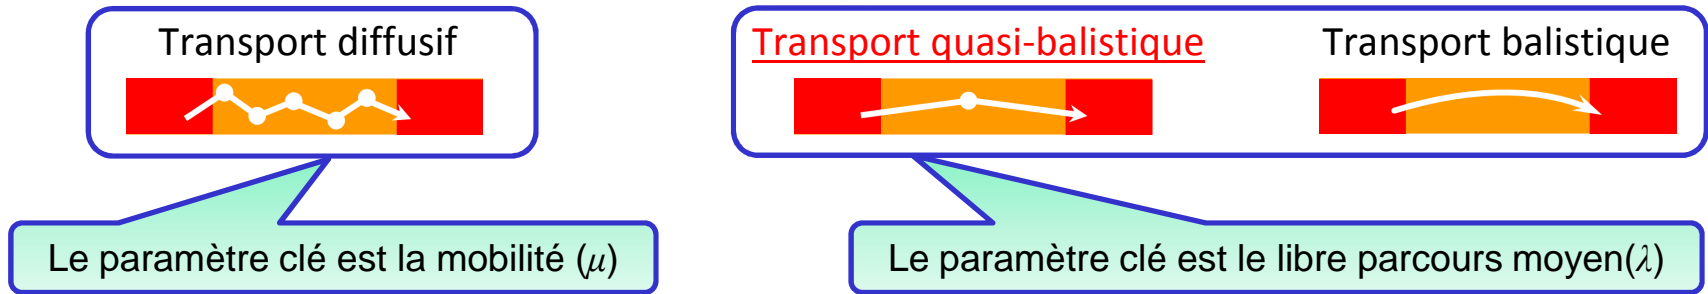 Transport diffusif
Transport quasi-balistique
Transport balistique
Le paramètre clé est la mobilité (μ)
Le paramètre clé est le libre parcours moyen(λ)